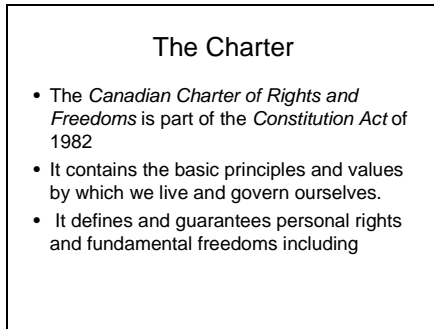 The Charter
• The Canadian Charter of Rights and
Freedoms is part of the Constitution Act of
1982
• It contains the basic principles and values
by which we live and govern ourselves.
• It defines and guarantees personal rights
and fundamental freedoms including